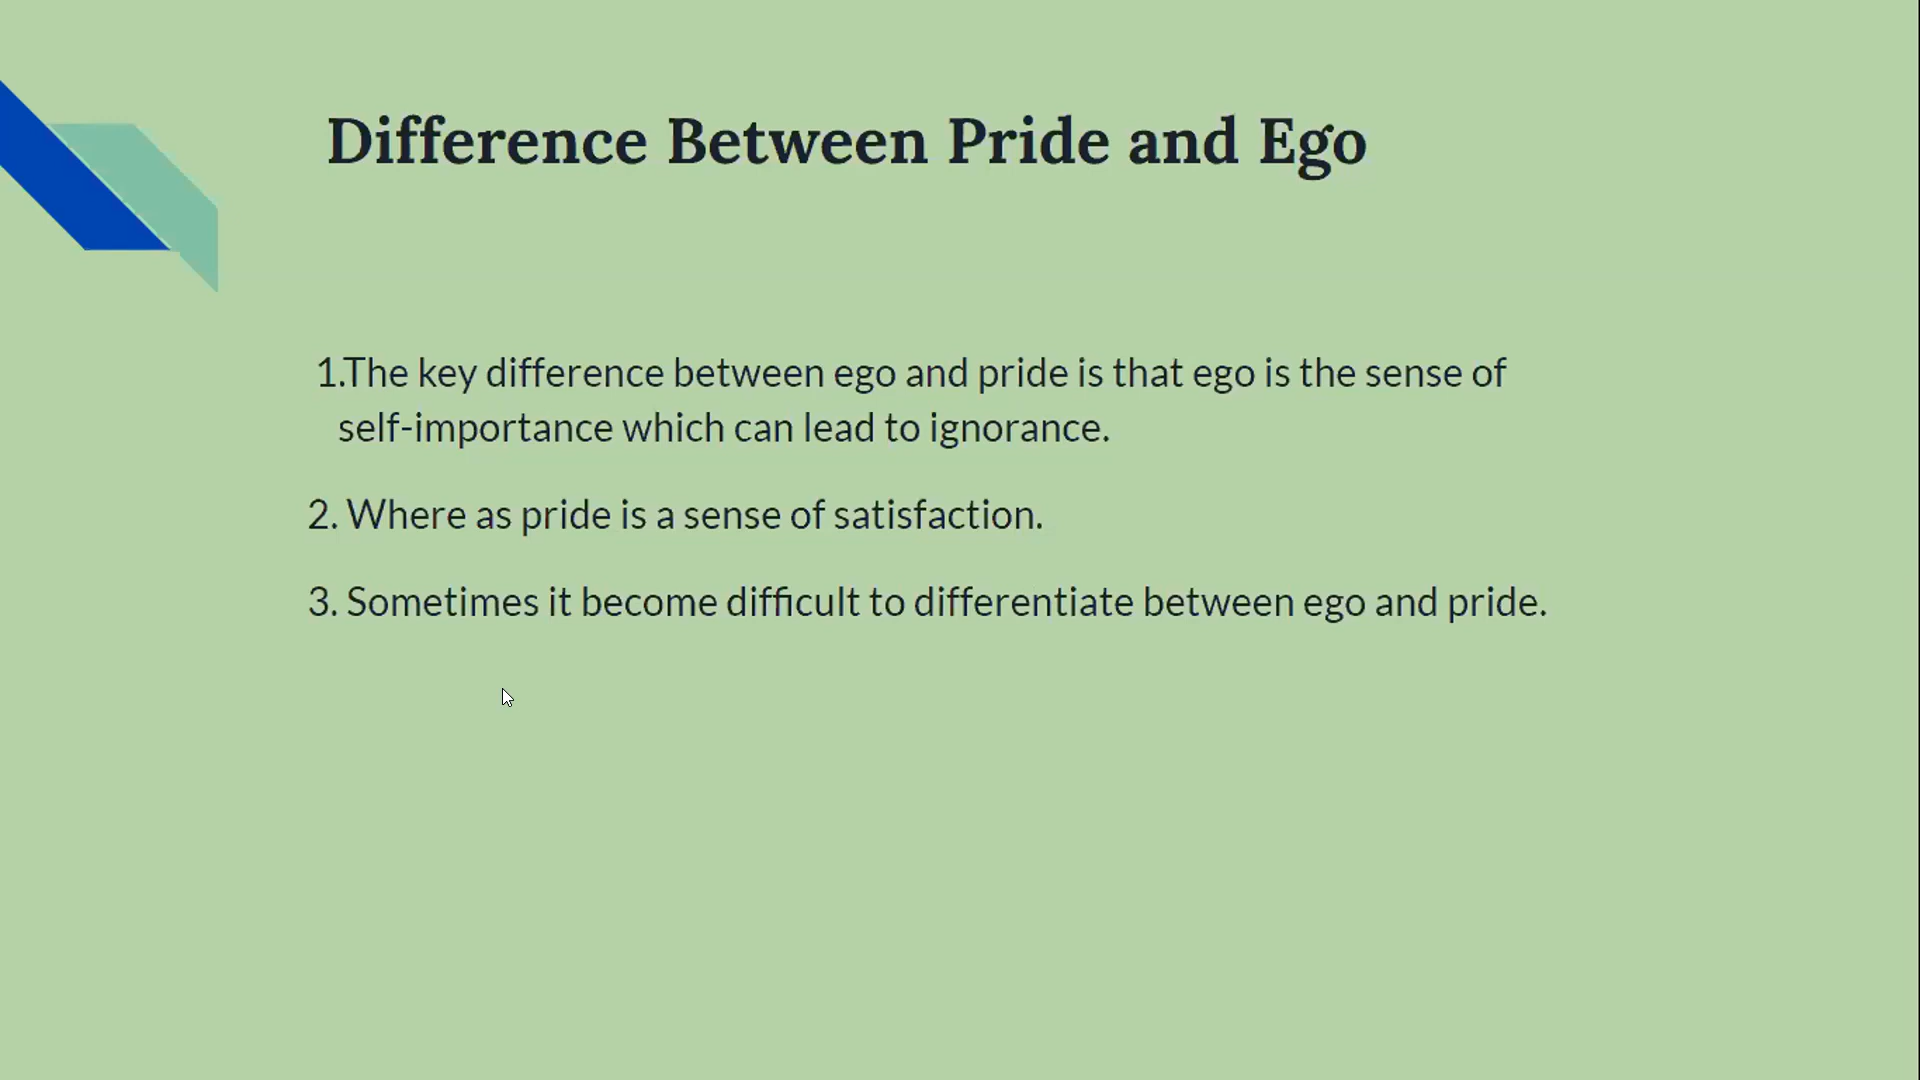 Difference Between Pride and Ego
1.The key difference between ego and pride is that ego is the sense of
self-importance which can lead to ignorance.
2. Where as pride is a sense of satisfaction.
3. Sometimes it become difficult to differentiate between ego and pride.